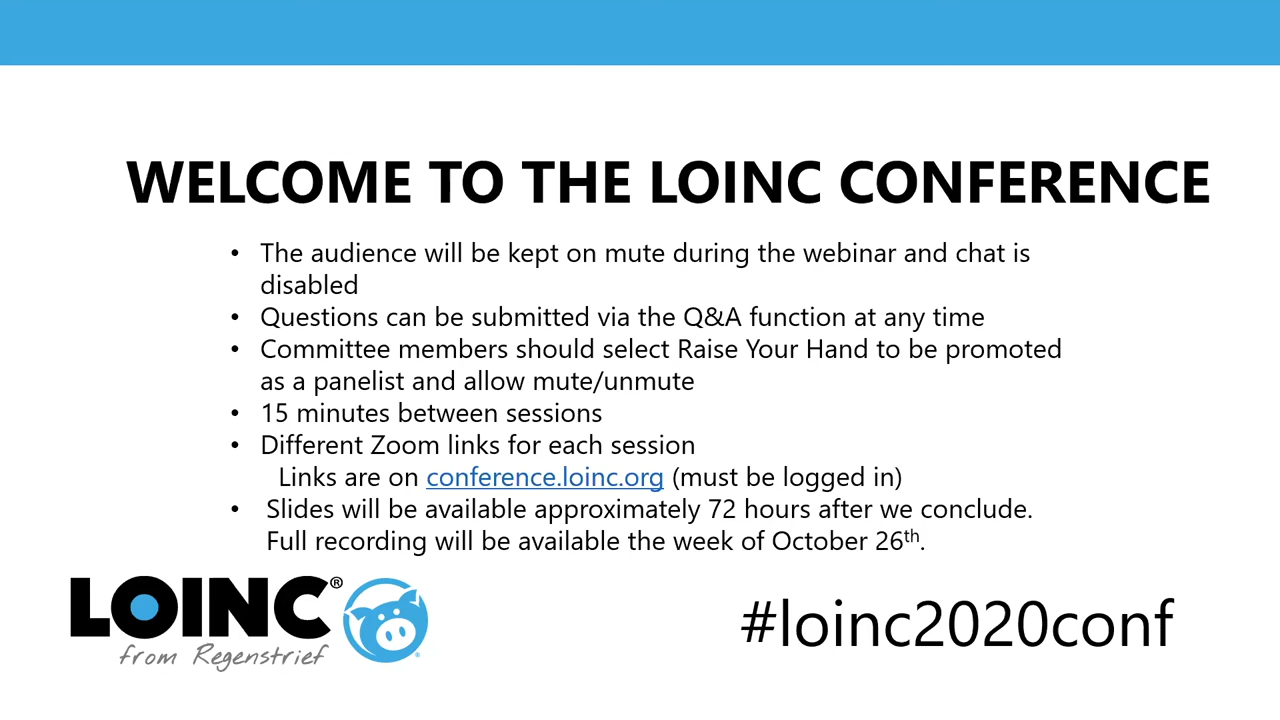 WELCOME TO THE LOINC CONFERENCE
• The audience will be kept on mute during the webinar and chat is
disabled
• Questions can be submitted via the Q&A function at any time
• Committee members should select Raise Your Hand to be promoted
as a panelist and allow mute/unmute
• 15 minutes between sessions
• Different Zoom links for each session
Links are on conference.loinc.org (must be logged in)
• Slides will be available approximately 72 hours after we conclude.
Full recording will be available the week of October 26th.
LOINC®
from Regenstrief
#loinc2020conf